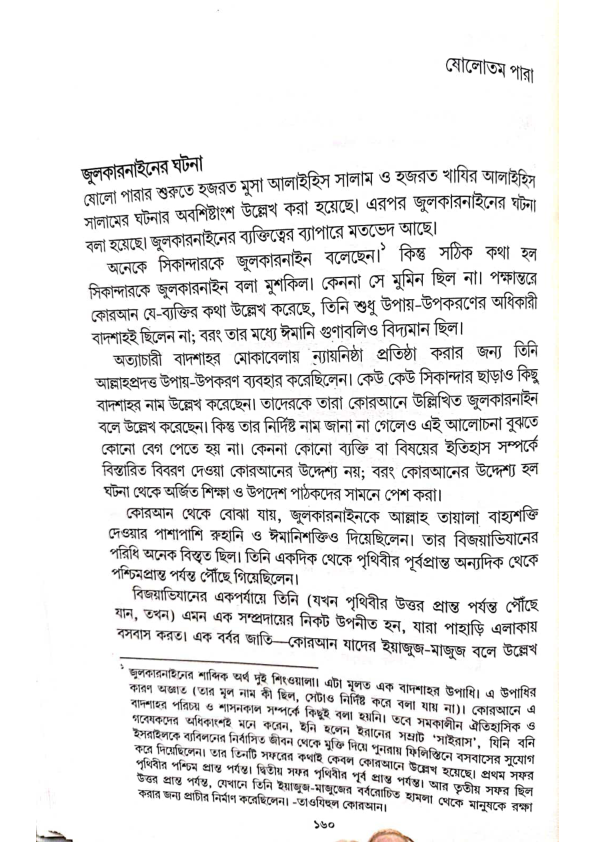 ষোলোতম পারা
জুলকারনাইনের ঘটনা
ষোলো পারার শুরুতে হজরত মুসা আলাইহিস সালাম ও হজরত খাযির আলাইহিস
সালামের ঘটনার অবশিষ্টাংশ উল্লেখ করা হয়েছে। এরপর জুলকারনাইনের ঘটনা
বলা হয়েছে। জুলকারনাইনের ব্যক্তিত্বের ব্যাপারে মতভেদ আছে।
অনেকে সিকান্দারকে জুলকারনাইন বলেছেন।১ কিন্তু সঠিক কথা হল
সিকান্দারকে জুলকারনাইন বলা মুশকিল। কেননা সে মুমিন ছিল না। পক্ষান্তরে
কোরআন যে-ব্যক্তির কথা উল্লেখ করেছে, তিনি শুধু উপায়-উপকরণের অধিকারী
বাদশাহই ছিলেন না; বরং তার মধ্যে ঈমানি গুণাবলিও বিদ্যমান ছিল।
অত্যাচারী বাদশাহর মোকাবেলায় ন্যায়নিষ্ঠা প্রতিষ্ঠা করার জন্য তিনি
আল্লাহপ্রদত্ত উপায়-উপকরণ ব্যবহার করেছিলেন। কেউ কেউ সিকান্দার ছাড়াও কিছু
বাদশাহর নাম উল্লেখ করেছেন। তাদেরকে তারা কোরআনে উল্লিখিত জুলকারনাইন
বলে উল্লেখ করেছেন। কিন্তু তার নির্দিষ্ট নাম জানা না গেলেও এই আলোচনা বুঝতে
কোনো বেগ পেতে হয় না। কেননা কোনো ব্যক্তি বা বিষয়ের ইতিহাস সম্পর্কে
বিস্তারিত বিবরণ দেওয়া কোরআনের উদ্দেশ্য নয়; বরং কোরআনের উদ্দেশ্য হল
ঘটনা থেকে অর্জিত শিক্ষা ও উপদেশ পাঠকদের সামনে পেশ করা।
কোরআন থেকে বোঝা যায়, জুলকারনাইনকে আল্লাহ তায়ালা বাহ্যশক্তি
দেওয়ার পাশাপাশি রুহানি ও ঈমানিশক্তিও দিয়েছিলেন। তার বিজয়াভিযানের
পরিধি অনেক বিস্তৃত ছিল। তিনি একদিক থেকে পৃথিবীর পূর্বপ্রান্ত অন্যদিক থেকে
পশ্চিমপ্রান্ত পর্যন্ত পৌঁছে গিয়েছিলেন।
বিজয়াভিযানের একপর্যায়ে তিনি (যখন পৃথিবীর উত্তর প্রান্ত পর্যন্ত পৌঁছে
যান, তখন) এমন এক সম্প্রদায়ের নিকট উপনীত হন, যারা পাহাড়ি এলাকায়
বসবাস করত। এক বর্বর জাতি—কোরআন যাদের ইয়াজুজ-মাজুজ বলে উল্লেখ
১ জুলকারনাইনের শাব্দিক অর্থ দুই শিংওয়ালা। এটা মূলত এক বাদশাহর উপাধি। এ উপাধির
কারণ অজ্ঞাত (তার মূল নাম কী ছিল, সেটাও নির্দিষ্ট করে বলা যায় না)। কোরআনে এ
বাদশাহর পরিচয় ও শাসনকাল সম্পর্কে কিছুই বলা হয়নি। তবে সমকালীন ঐতিহাসিক ও
গবেষকদের অধিকাংশই মনে করেন, ইনি হলেন ইরানের সম্রাট 'সাইরাস', যিনি বনি
ইসরাইলকে ব্যাবিলনের নির্বাসিত জীবন থেকে মুক্তি দিয়ে পুনরায় ফিলিস্তিনে বসবাসের সুযোগ
করে দিয়েছিলেন। তার তিনটি সফরের কথাই কেবল কোরআনে উল্লেখ হয়েছে। প্রথম সফর
পৃথিবীর পশ্চিম প্রান্ত পর্যন্ত। দ্বিতীয় সফর পৃথিবীর পূর্ব প্রান্ত পর্যন্ত। আর তৃতীয় সফর ছিল
উত্তর প্রান্ত পর্যন্ত, যেখানে তিনি ইয়াজুজ-মাজুজের বর্বরোচিত হামলা থেকে মানুষকে রক্ষা
করার জন্য প্রাচীর নির্মাণ করেছিলেন। -তাওযিহুল কোরআন।
১৬০